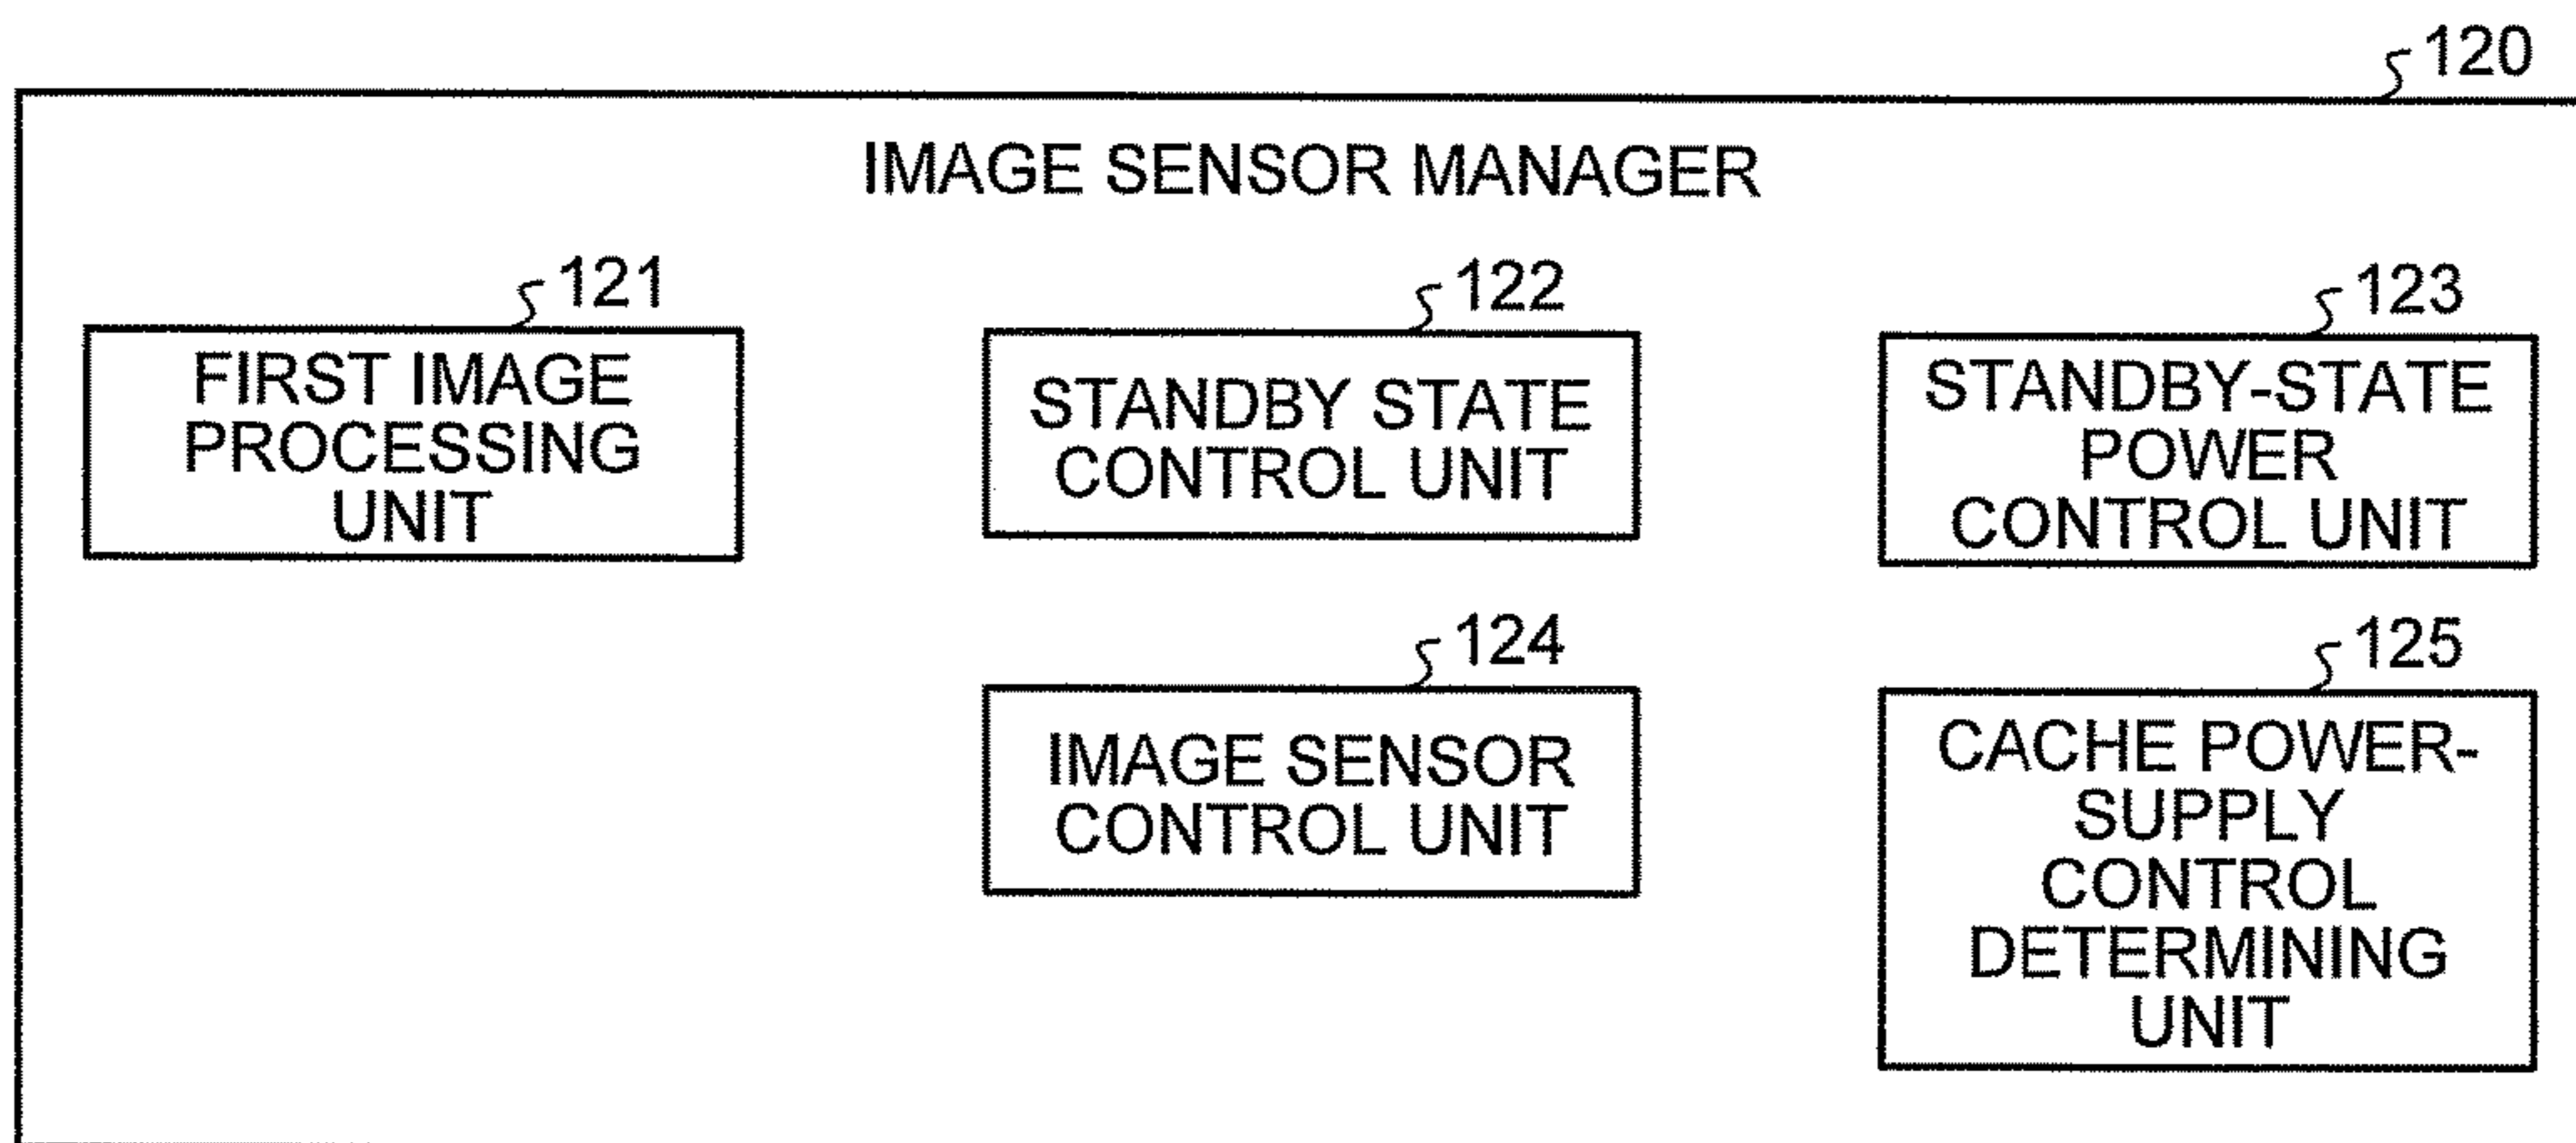 120
IMAGE SENSOR MANAGER
121
FIRST IMAGE
PROCESSING
UNIT
122
STANDBY STATE
CONTROL UNIT
123
STANDBY-STATE
POWER
CONTROL UNIT
124
IMAGE SENSOR
CONTROL UNIT
125
CACHE POWER-
SUPPLY
CONTROL
DETERMINING
UNIT